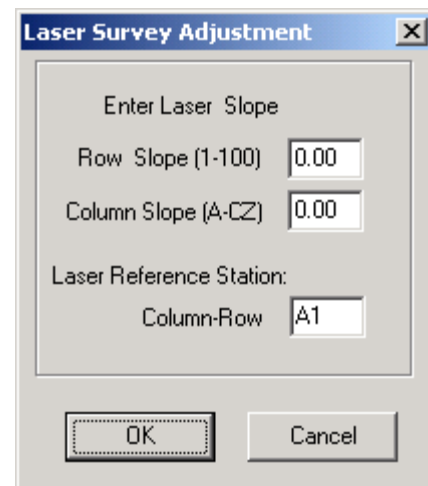 Laser Survey Adjustment
Enter Laser Slope
Row Slope (1-100) 0.00
Column Slope (A-CZ) 0.00
Laser Reference Station:
Column-Row A1
OK Cancel